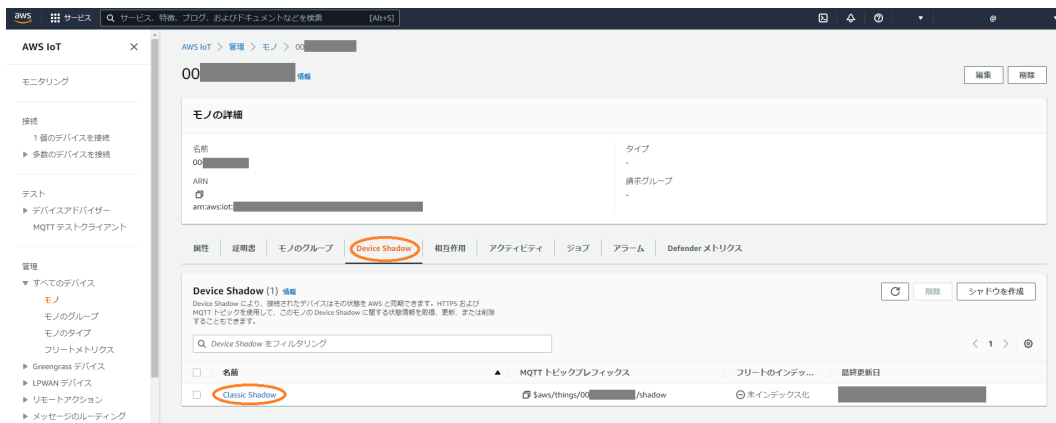 aws サービス サービス、特徴、ブログ、およびドキュメントなどを検索 [Alt+S] @
AWS IoT
モニタリング
接続
1 個のデバイスを接続
多数のデバイスを接続
テスト
デバイスアドバイザー
MQTT テストクライアント
管理
すべてのデバイス
モノ
モノのグループ
モノのタイプ
フリートメトリクス
Greengrass デバイス
LPWAN デバイス
リモートアクション
メッセージのルーティング
AWS IoT > 管理 > モノ > 00
00 情報
編集 削除
モノの詳細
名前
00
ARN
arn:aws:iot:
タイプ
-
請求グループ
-
属性 証明書 モノのグループ Device Shadow 相互作用 アクティビティ ジョブ アラーム Defender メトリクス
Device Shadow (1) 情報
Device Shadow により、接続されたデバイスはその状態を AWS と同期できます。HTTPS および
MQTT トピックを使用して、このモノの Device Shadow に関する状態情報を取得、更新、または削除
することもできます。
削除 シャドウを作成
Device Shadow をフィルタリング
< 1 >
名前 MQTT トピックプレフィックス フリートのインデッ... 最終更新日
Classic Shadow $aws/things/00 /shadow 未インデックス化